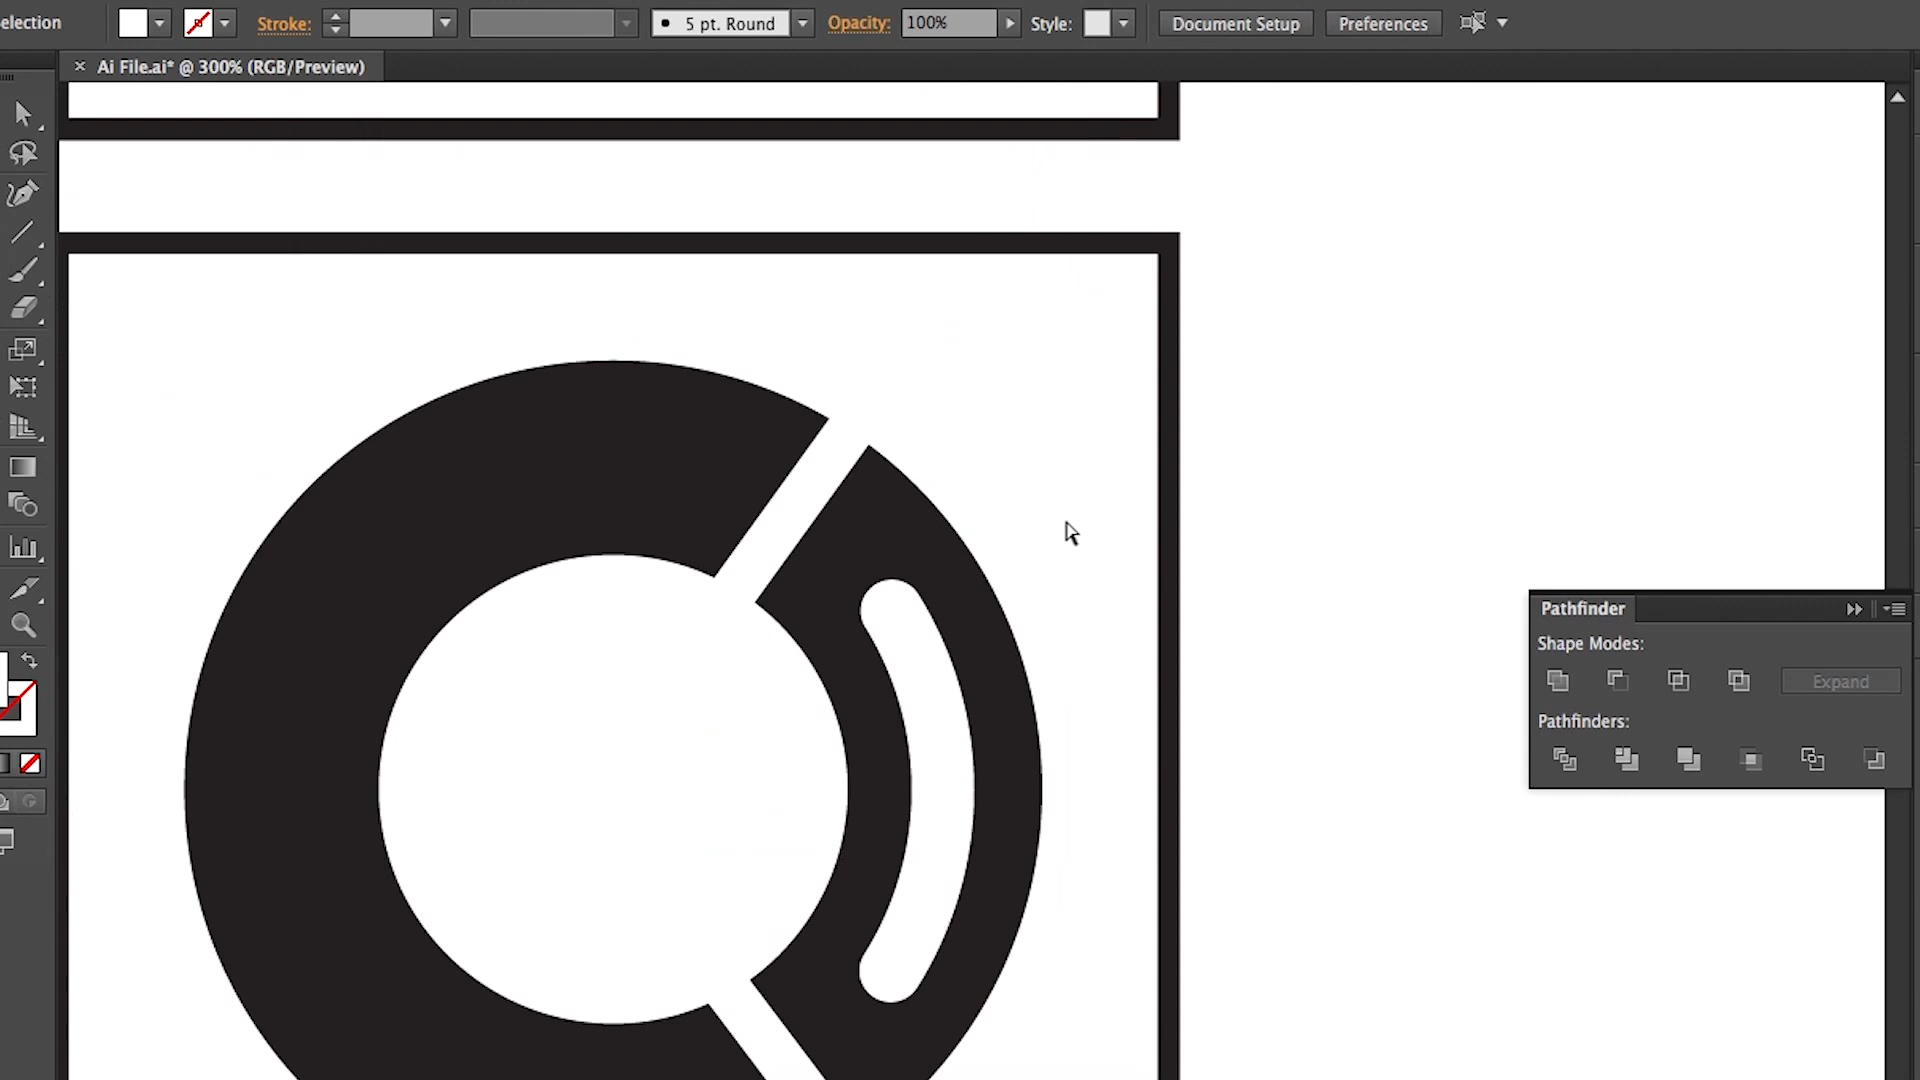 election
Stroke:
5 pt. Round
Opacity: 100%
Style:
Document Setup
Preferences
× Ai File.ai* @ 300% (RGB/Preview)
Pathfinder
Shape Modes:
Expand
Pathfinders: